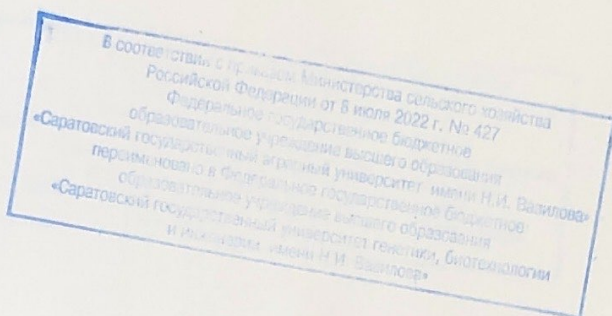 В соответствии с приказом Министерства сельского хозяйства
Российской Федерации от 8 июля 2022 г. № 427
Федеральное государственное бюджетное
образовательное учреждение высшего образования
«Саратовский государственный аграрный университет имени Н.И. Вавилова»
переименовано в Федеральное государственное бюджетное
образовательное учреждение высшего образования
«Саратовский государственный университет генетики, биотехнологии
и инженерии имени Н.И. Вавилова»